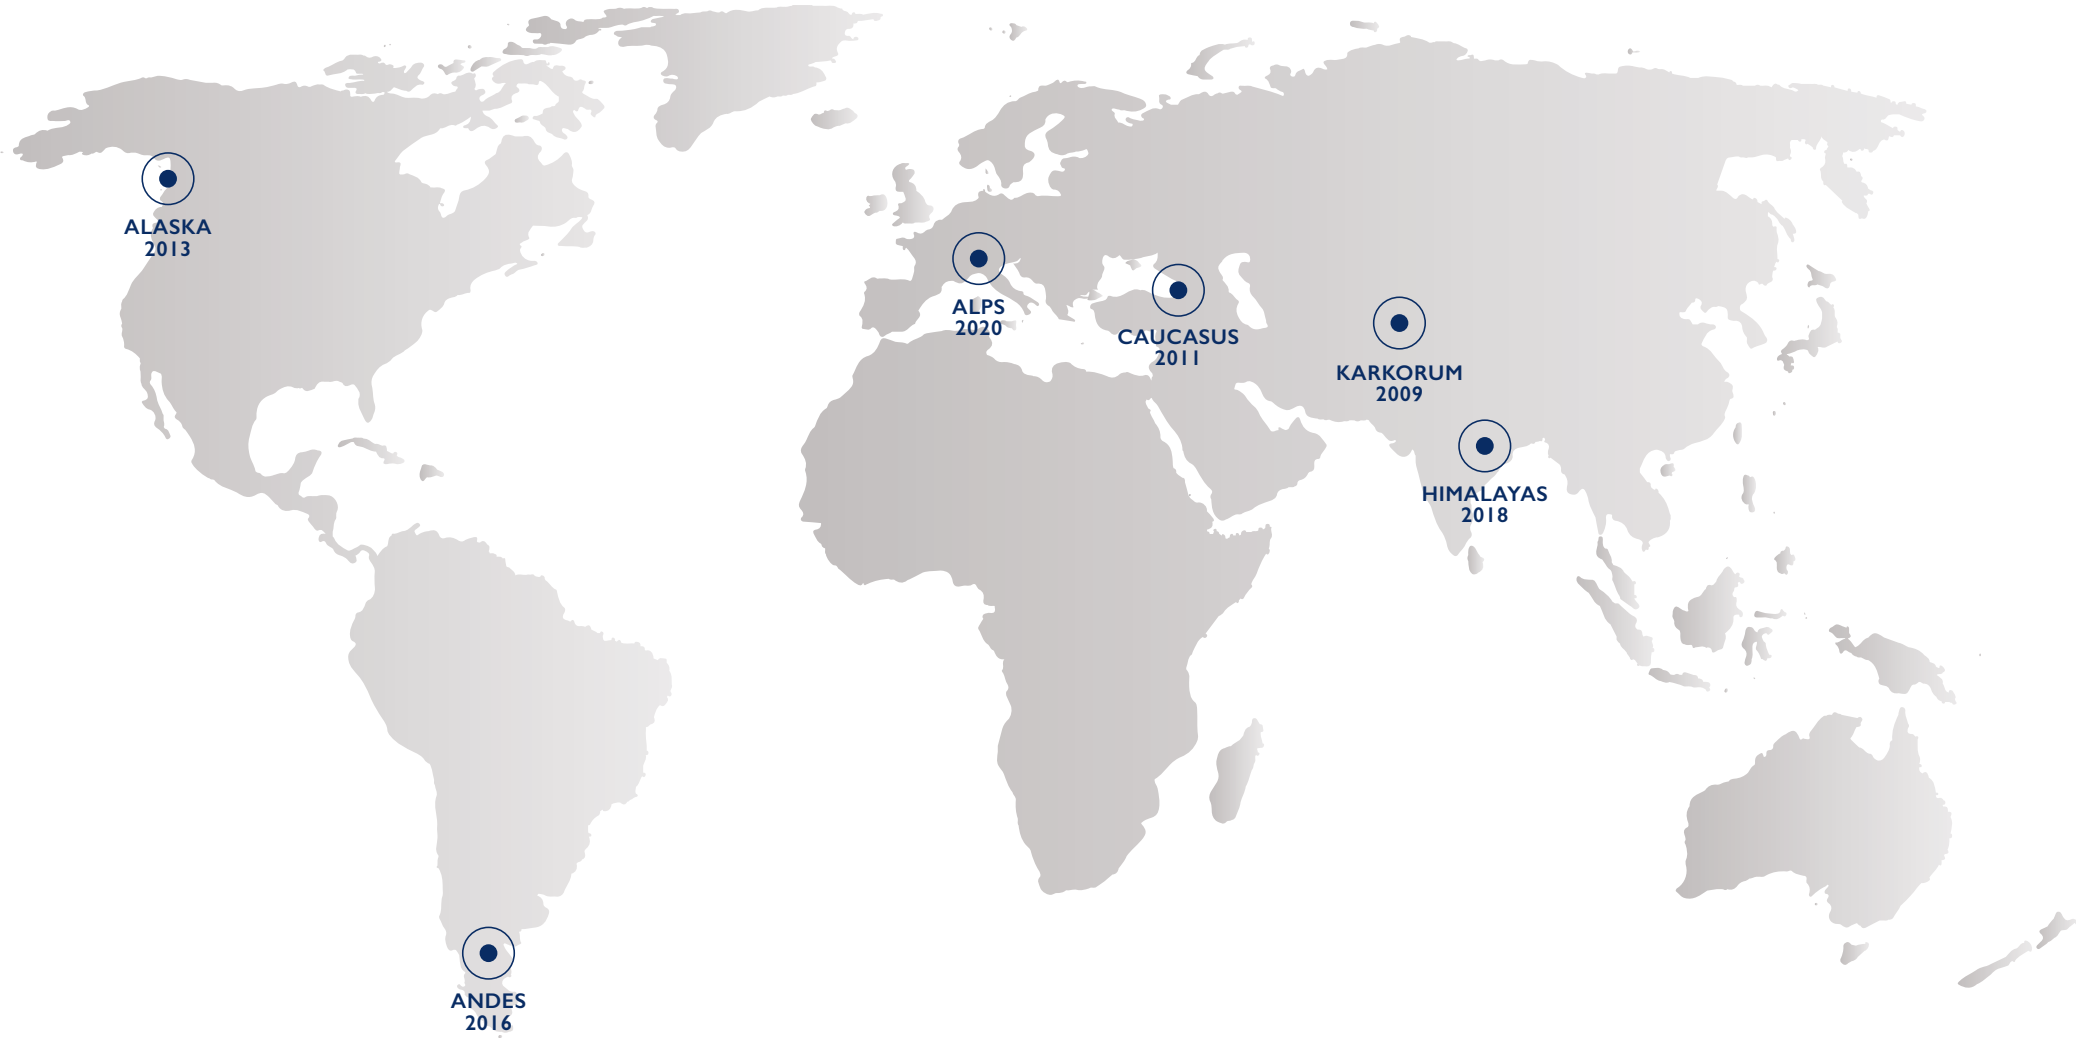 ALASKA
2013
ALPS
2020
CAUCASUS
2011
KARKORUM
2009
HIMALAYAS
2018
ANDES
2016